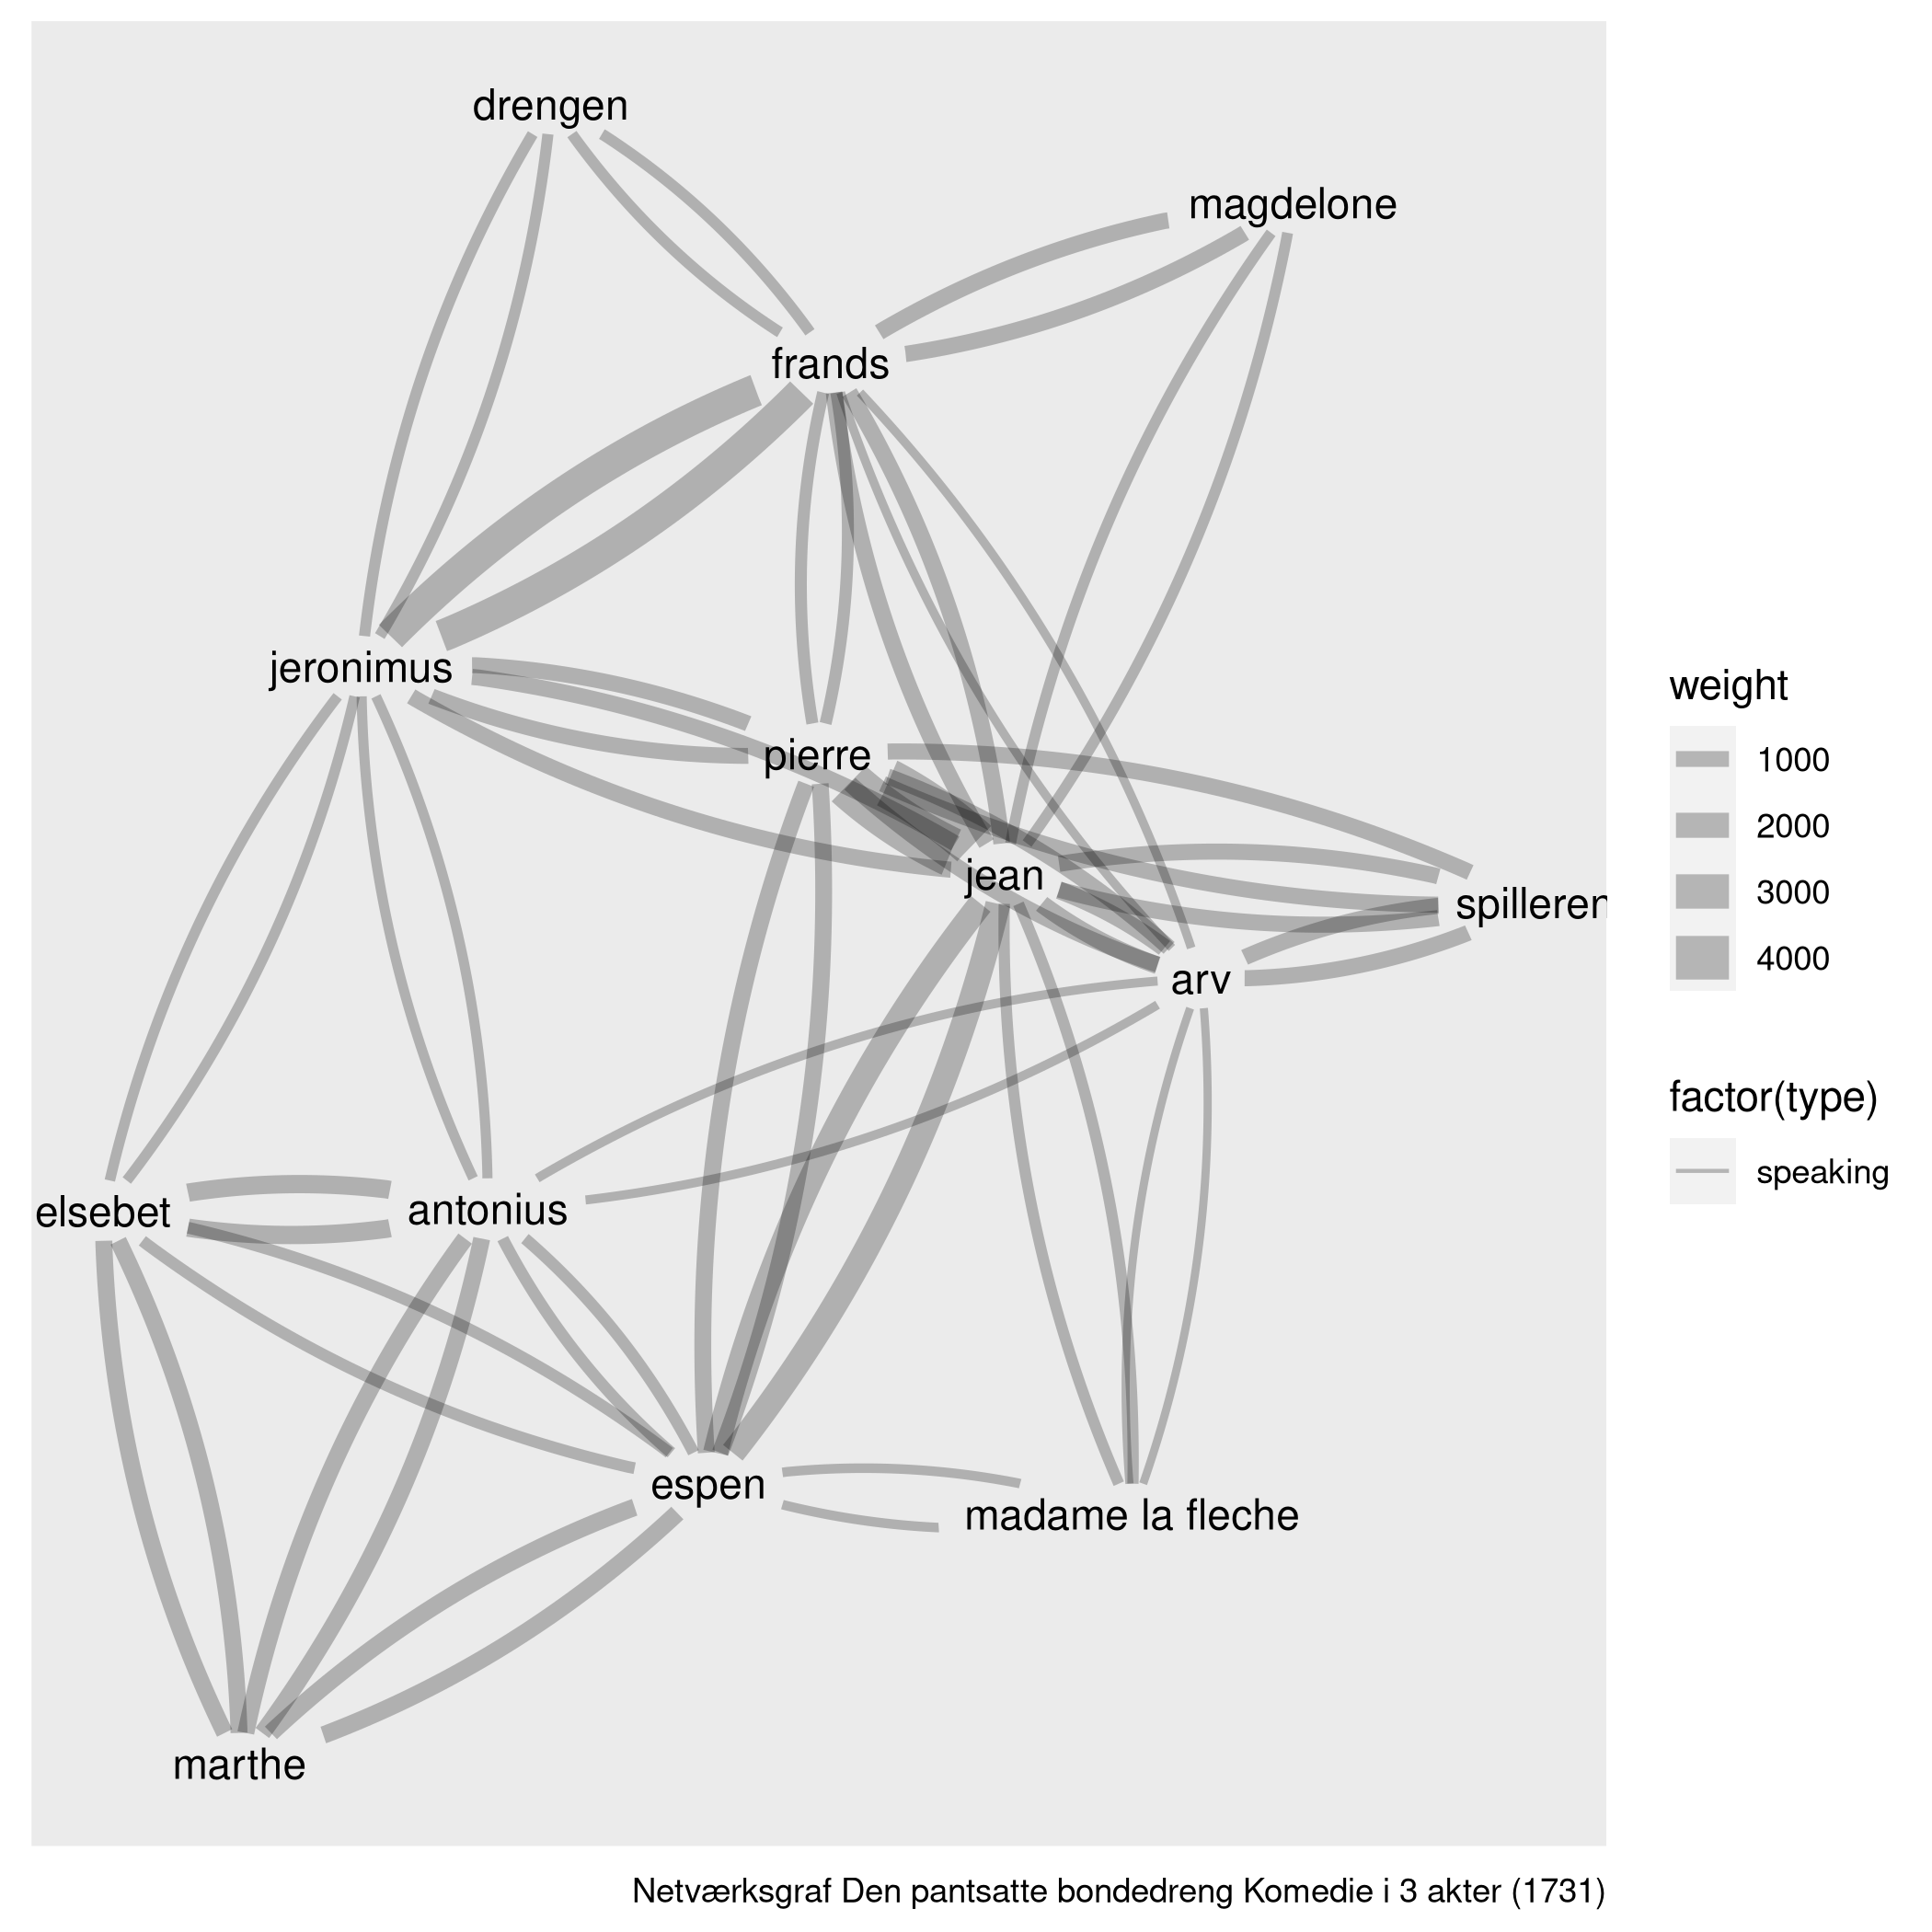 drengen
magdelone
frands
jeronimus
pierre
jean
spilleren
arv
elsebet
antonius
espen
madame la fleche
marthe
weight
1000
2000
3000
4000
factor(type)
speaking
Netværksgraf Den pantsatte bondedreng Komedie i 3 akter (1731)